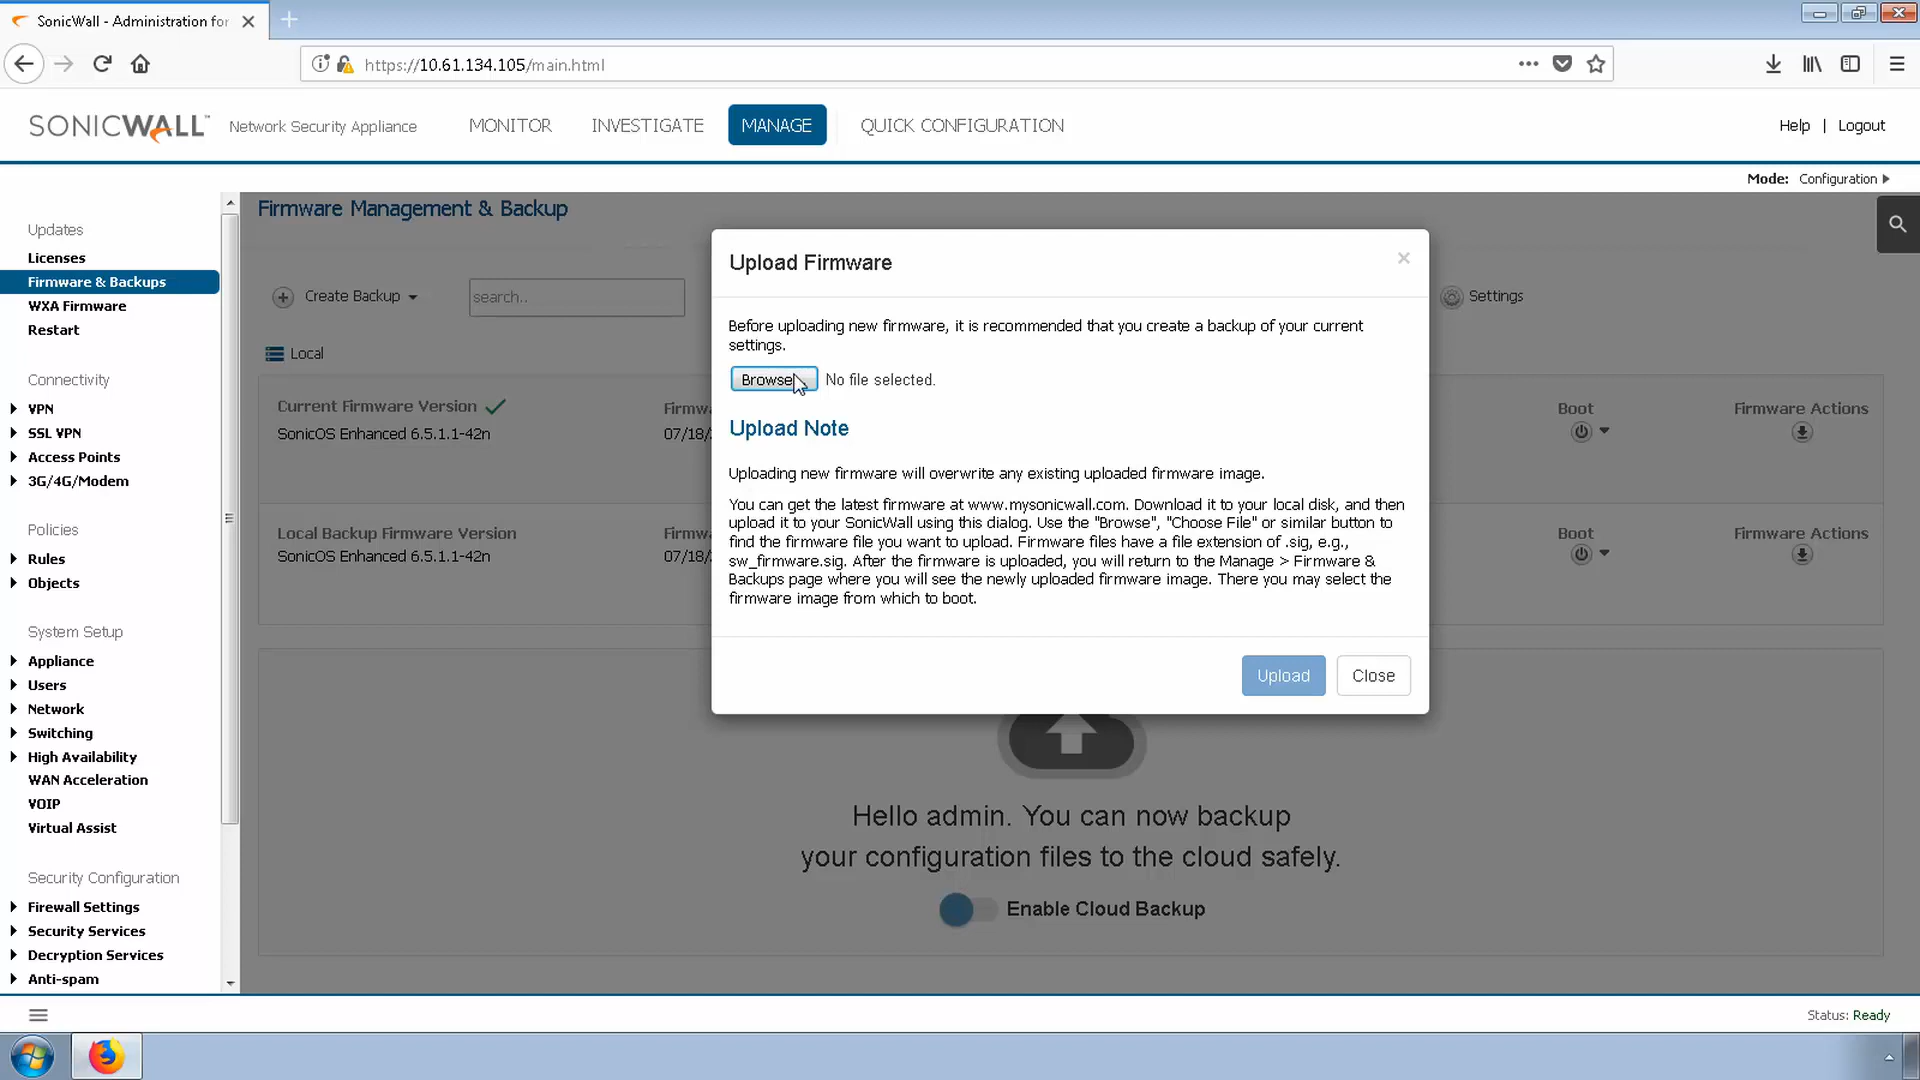 SonicWall - Administration for
https://10.61.134.105/main.html
SONICWALL Network Security Appliance
MONITOR
INVESTIGATE
MANAGE
QUICK CONFIGURATION
Help | Logout
Mode: Configuration
Updates
Licenses
Firmware & Backups
WXA Firmware
Restart
Connectivity
VPN
SSL VPN
Access Points
3G/4G/Modem
Policies
Rules
Objects
System Setup
Appliance
Users
Network
Switching
High Availability
WAN Acceleration
VOIP
Virtual Assist
Security Configuration
Firewall Settings
Security Services
Decryption Services
Anti-spam
Firmware Management & Backup
Create Backup
search..
Settings
Local
Current Firmware Version
SonicOS Enhanced 6.5.1.1-42n
Firmwa
07/18/
Boot
Firmware Actions
Local Backup Firmware Version
SonicOS Enhanced 6.5.1.1-42n
Firmwa
07/18/
Boot
Firmware Actions
Upload Firmware
×
Before uploading new firmware, it is recommended that you create a backup of your current
settings.
Browse
No file selected.
Upload Note
Uploading new firmware will overwrite any existing uploaded firmware image.
You can get the latest firmware at www.mysonicwall.com. Download it to your local disk, and then
upload it to your SonicWall using this dialog. Use the "Browse", "Choose File" or similar button to
find the firmware file you want to upload. Firmware files have a file extension of .sig, e.g.,
sw_firmware.sig. After the firmware is uploaded, you will return to the Manage > Firmware &
Backups page where you will see the newly uploaded firmware image. There you may select the
firmware image from which to boot.
Upload
Close
Hello admin. You can now backup
your configuration files to the cloud safely.
Enable Cloud Backup
Status: Ready